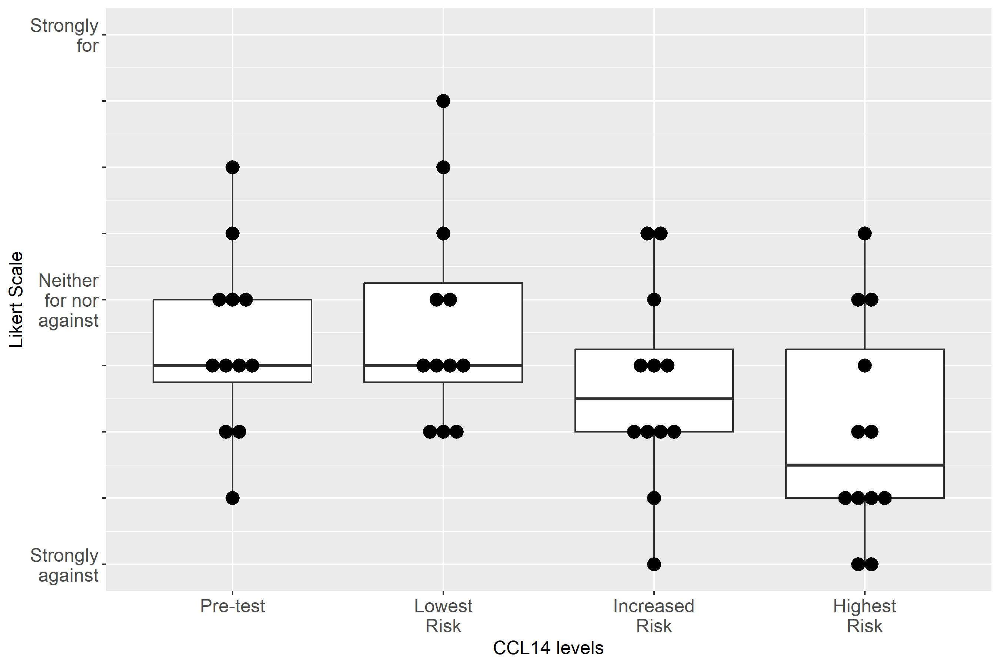 Strongly
for
Neither
for nor
against
Strongly
against
Likert Scale
Pre-test
Lowest
Risk
Increased
Risk
Highest
Risk
CCL14 levels